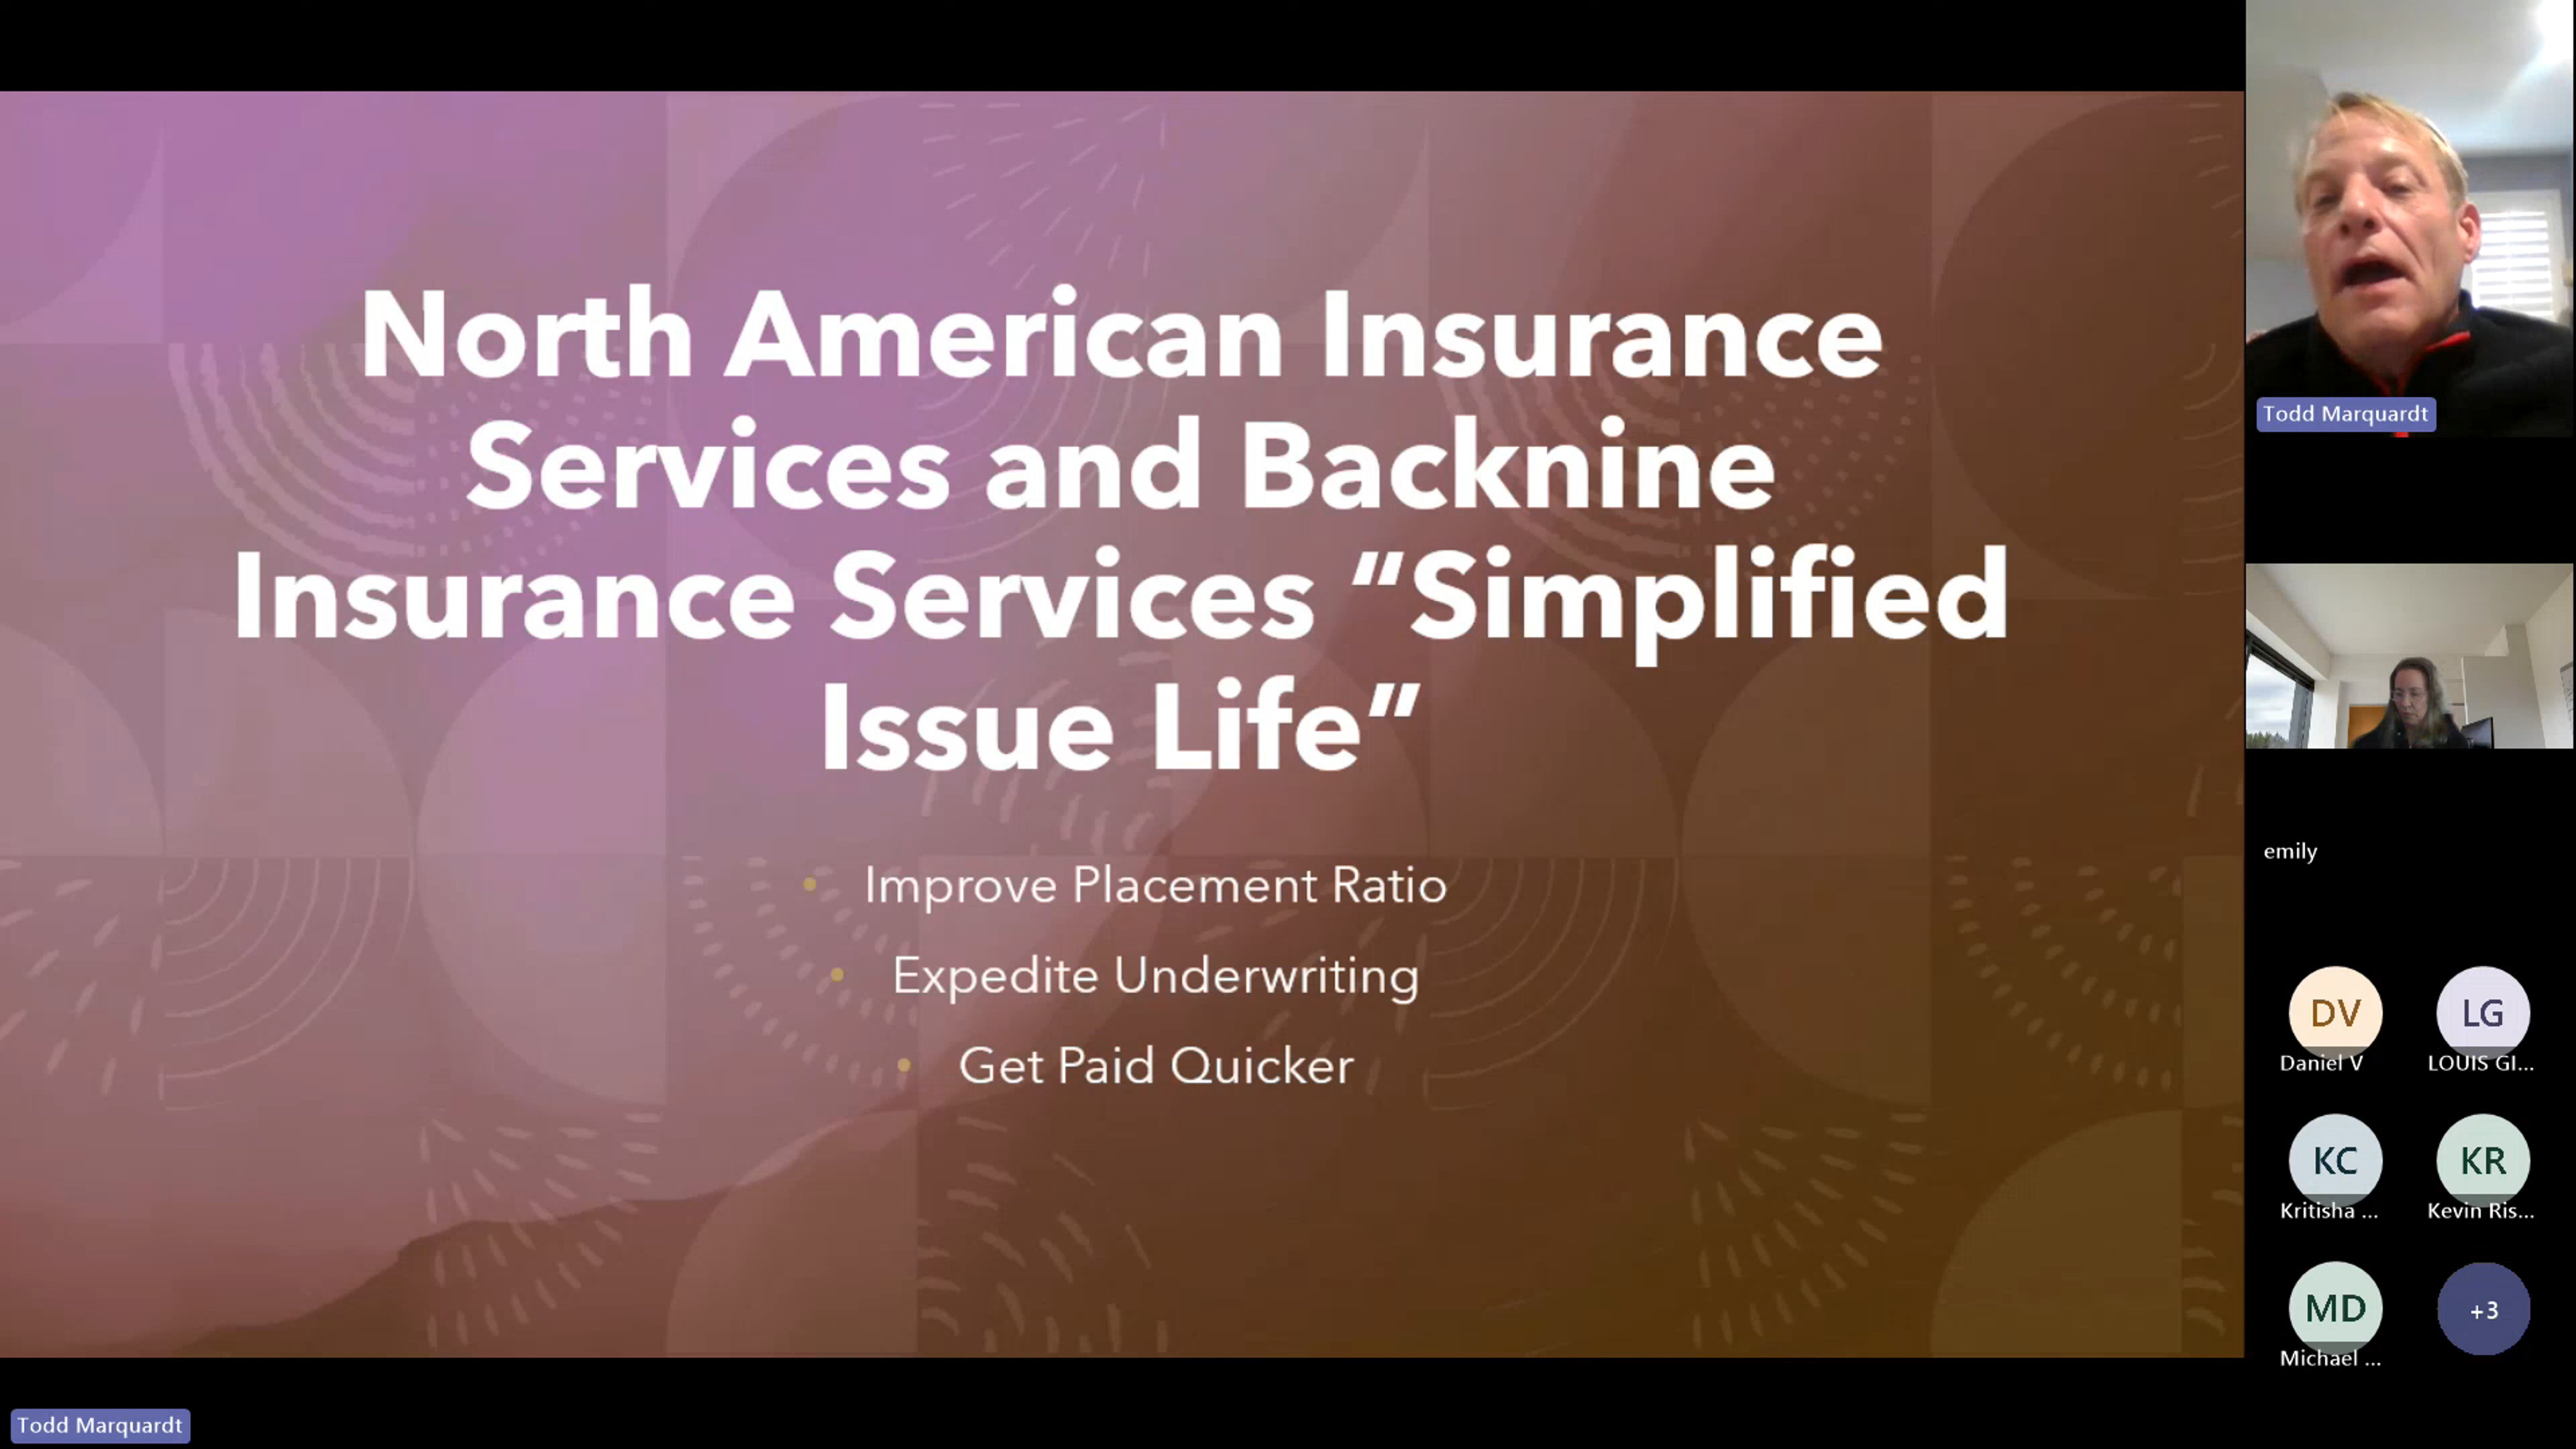 North American Insurance
Services and Backnine
Insurance Services “Simplified
Issue Life”
Improve Placement Ratio
Expedite Underwriting
Get Paid Quicker
Todd Marquardt
Todd Marquardt
emily
DV
LG
Daniel V
LOUIS GI...
KC
KR
Kritisha ...
Kevin Ris...
MD
+3
Michael ...